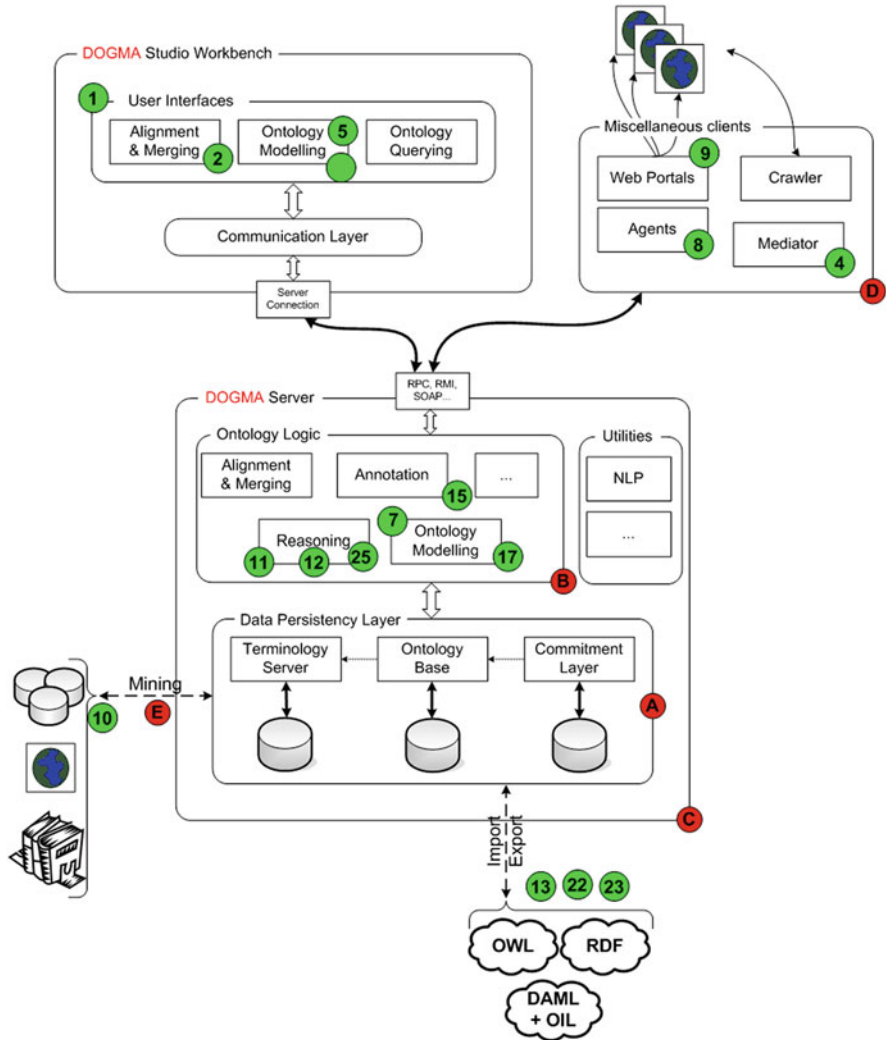 DOGMA Studio Workbench
1
User Interfaces
Alignment
& Merging
2
Ontology
Modelling
5
Ontology
Querying
Communication Layer
Server
Connection
Miscellaneous clients
9
Web Portals
Crawler
Agents
8
Mediator
4
D
RPC, RMI,
SOAP...
DOGMA Server
Ontology Logic
Alignment
& Merging
Annotation
15
...
Utilities
NLP
...
Reasoning
11
12
25
7
Ontology
Modelling
17
B
Data Persistency Layer
Terminology
Server
Ontology
Base
Commitment
Layer
A
Mining
10
E
C
Import
Export
13
22
23
OWL
RDF
DAML
+ OIL